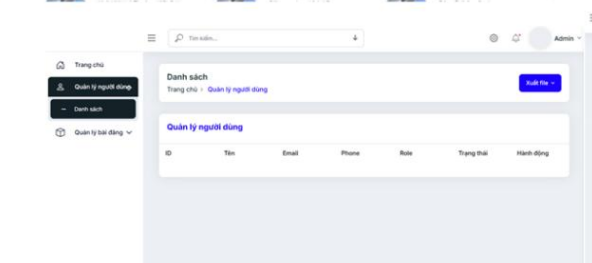 Tìm kiếm...
Admin
Trang chủ
Quản lý người dùng
Danh sách
Quản lý bài đăng
Danh sách
Trang chủ › Quản lý người dùng
Xuất file
Quản lý người dùng
ID Tên Email Phone Role Trạng thái Hành động